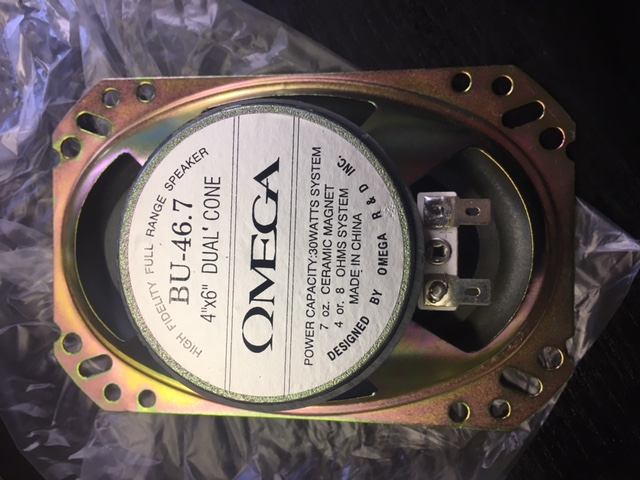 HIGH FIDELITY FULL RANGE SPEAKER
BU-46.7
4"x6" DUAL' CONE
OMEGA
POWER CAPACITY:30WATTS SYSTEM
7 oz. CERAMIC MAGNET
4 or. 8 OHMS SYSTEM
MADE IN CHINA
DESIGNED BY OMEGA R & D INC.